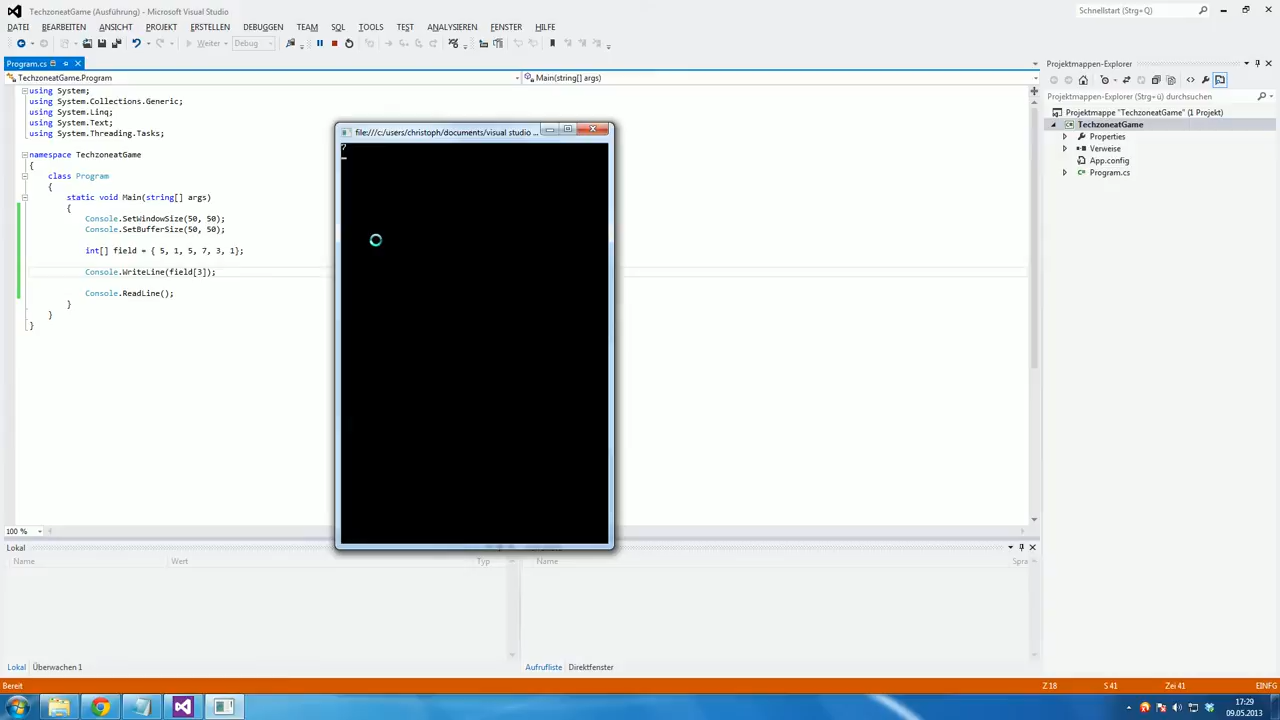 TechzoneatGame (Ausführung) - Microsoft Visual Studio
Schnellstart (Strg+Q)
DATEI BEARBEITEN ANSICHT PROJEKT ERSTELLEN DEBUGGEN TEAM SQL TOOLS TEST ANALYSIEREN FENSTER HILFE
Weiter Debug
Program.cs
TechzoneatGame.Program
Main(string[] args)
using System;
using System.Collections.Generic;
using System.Linq;
using System.Text;
using System.Threading.Tasks;
namespace TechzoneatGame
{
class Program
{
static void Main(string[] args)
{
Console.SetWindowSize(50, 50);
Console.SetBufferSize(50, 50);
int[] field = { 5, 1, 5, 7, 3, 1};
Console.WriteLine(field[3]);
Console.ReadLine();
}
}
}
file:///c:/users/christoph/documents/visual studio ...
7
Projektmappen-Explorer
Projektmappen-Explorer (Strg+ü) durchsuchen
Projektmappe "TechzoneatGame" (1 Projekt)
TechzoneatGame
Properties
Verweise
App.config
Program.cs
100 %
Lokal
Name Wert Typ
Name Spra
Lokal Überwachen 1
Aufrufliste Direktfenster
Bereit Z 18 S 41 Zei 41 EINFG
17:29
09.05.2013